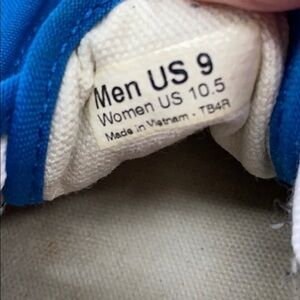 Men US 9
Women US 10.5
Made in Vietnam - TB4R